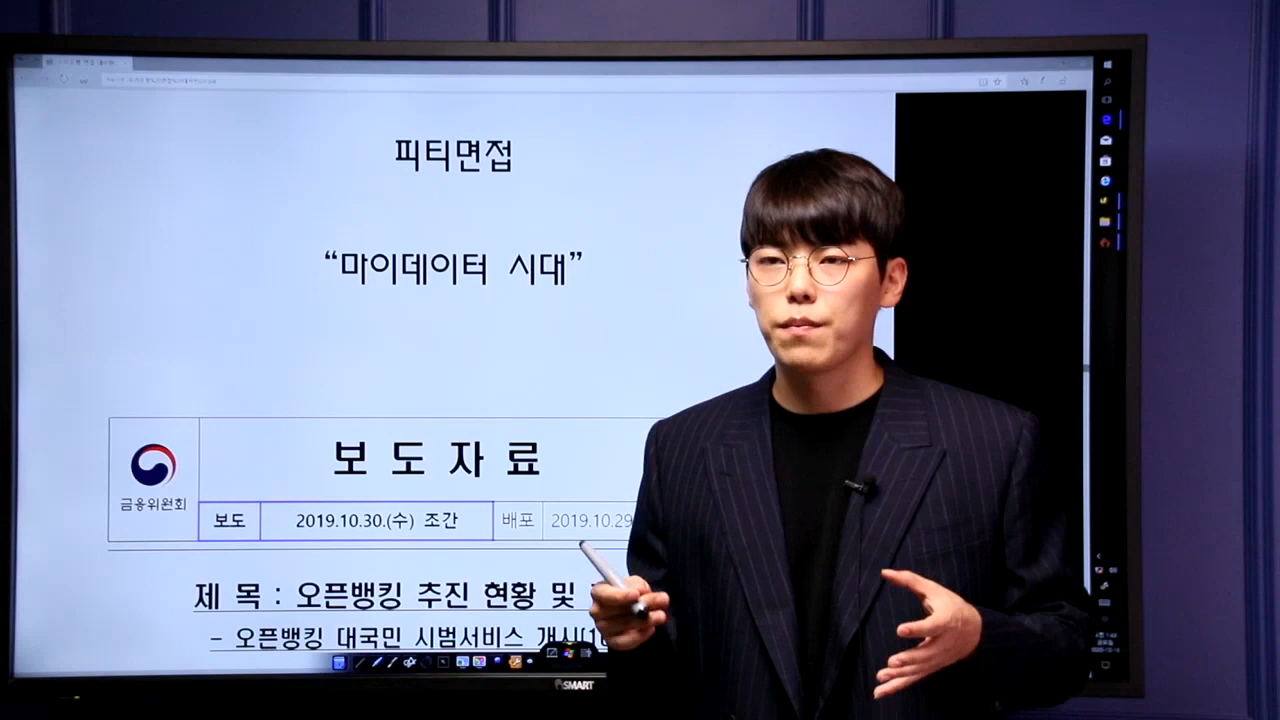 피티면접
“마이데이터 시대”
보 도 자 료
금융위원회
보도 2019.10.30.(수) 조간 배포 2019.10.29
제 목 : 오픈뱅킹 추진 현황 및
- 오픈뱅킹 대국민 시범서비스 개시(10
SMART